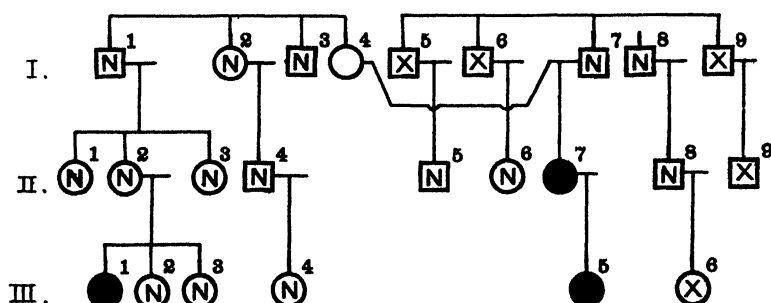 1 2 3 4 5 6 7 8 9
I. N N N X X N N X
1 2 3 4 5 6 7 8 9
II. N N N N N N N X
1 2 3 4 5 6
III. N N N X